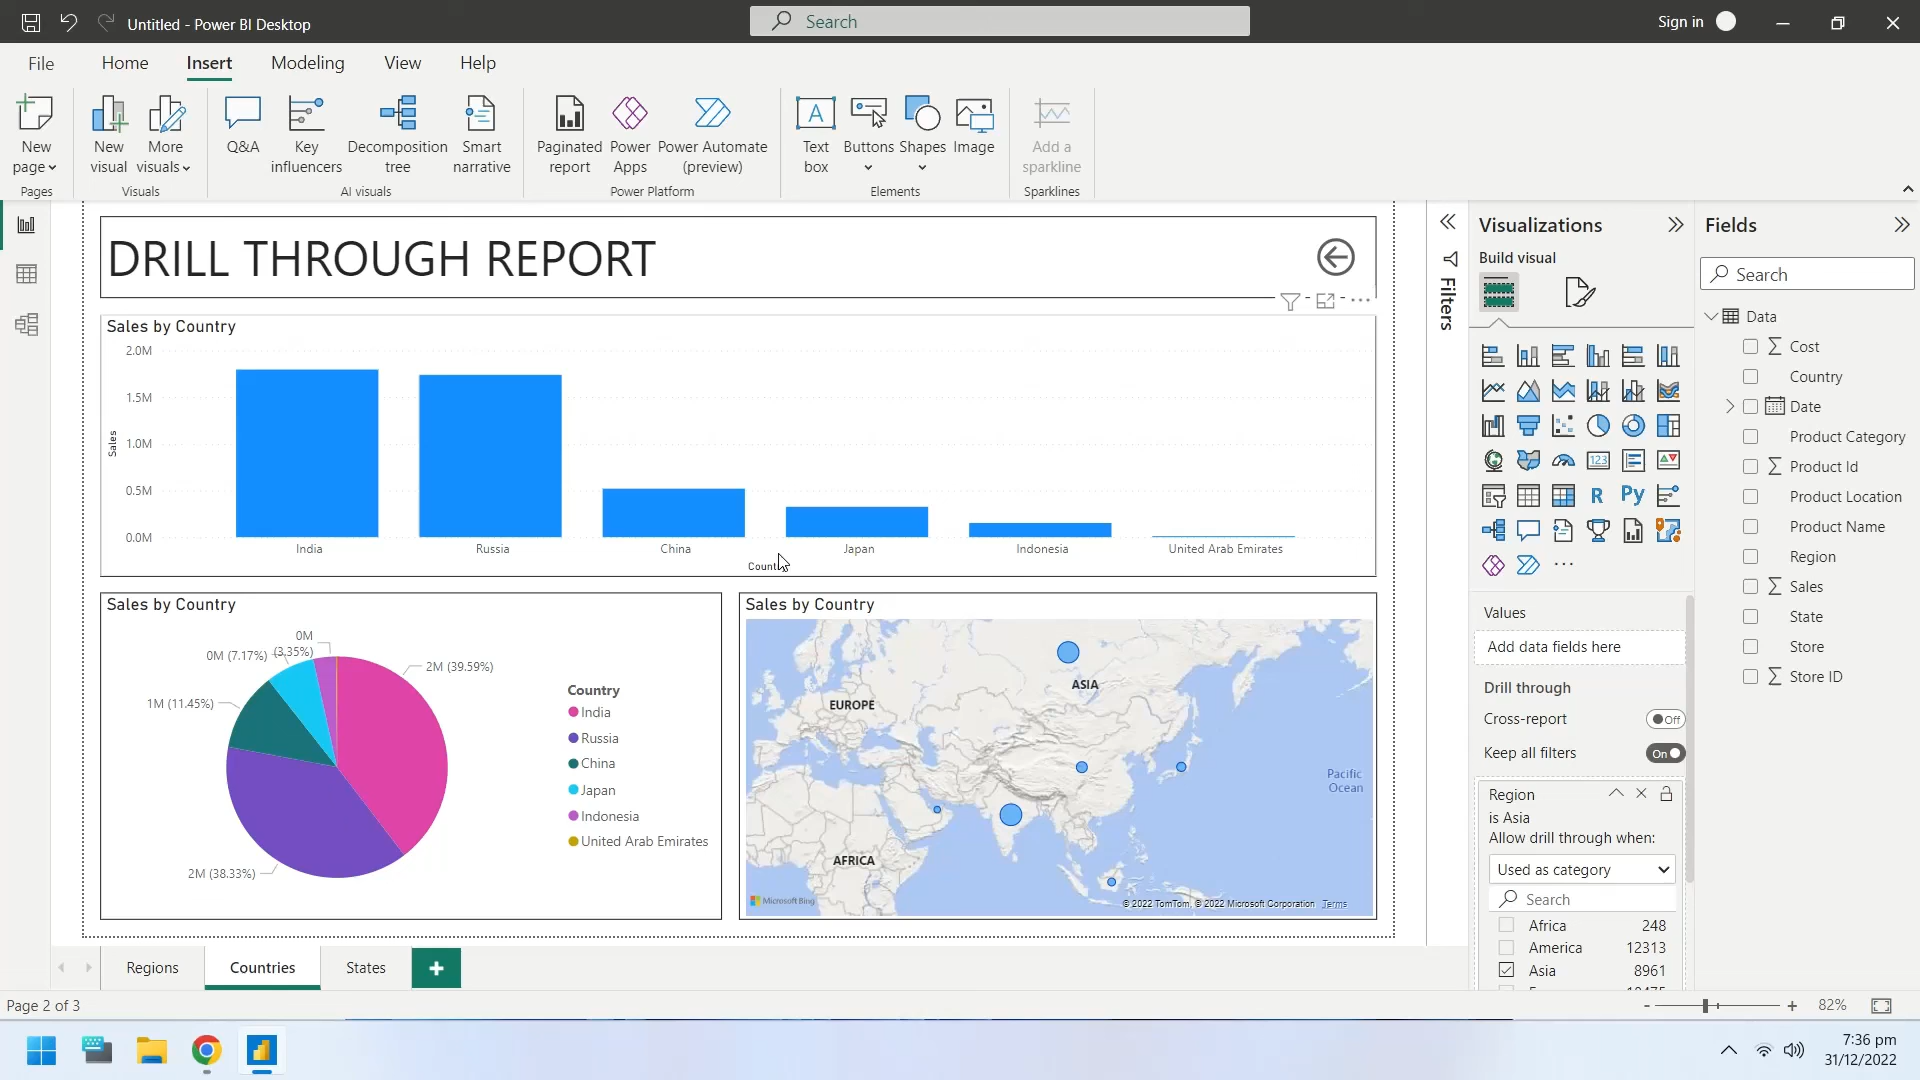 Untitled - Power BI Desktop
Search
Sign in
File
Home
Insert
Modeling
View
Help
New page
New visual
More visuals
Q&A
Key influencers
Decomposition tree
Smart narrative
Paginated report
Power Apps
Power Automate (preview)
Text box
Buttons
Shapes
Image
Add a sparkline
Pages
Visuals
AI visuals
Power Platform
Elements
Sparklines
DRILL THROUGH REPORT
Sales by Country
2.0M
1.5M
1.0M
0.5M
0.0M
Sales
India
Russia
China
Japan
Indonesia
United Arab Emirates
Sales by Country
0M
(3.35%)
0M (7.17%)
2M (39.59%)
1M (11.45%)
2M (38.33%)
Country
India
Russia
China
Japan
Indonesia
United Arab Emirates
Sales by Country
ASIA
EUROPE
Pacific
Ocean
AFRICA
Microsoft Bing
© 2022 TomTom, © 2022 Microsoft Corporation Terms
Filters
Visualizations
Build visual
123
R
Py
Values
Add data fields here
Drill through
Cross-report
Off
Keep all filters
On
Region
is Asia
Allow drill through when:
Used as category
Search
Africa 248
America 12313
Asia 8961
Fields
Search
Data
Cost
Country
Date
Product Category
Product Id
Product Location
Product Name
Region
Sales
State
Store
Store ID
Regions
Countries
States
Page 2 of 3
82%
7:36 pm
31/12/2022